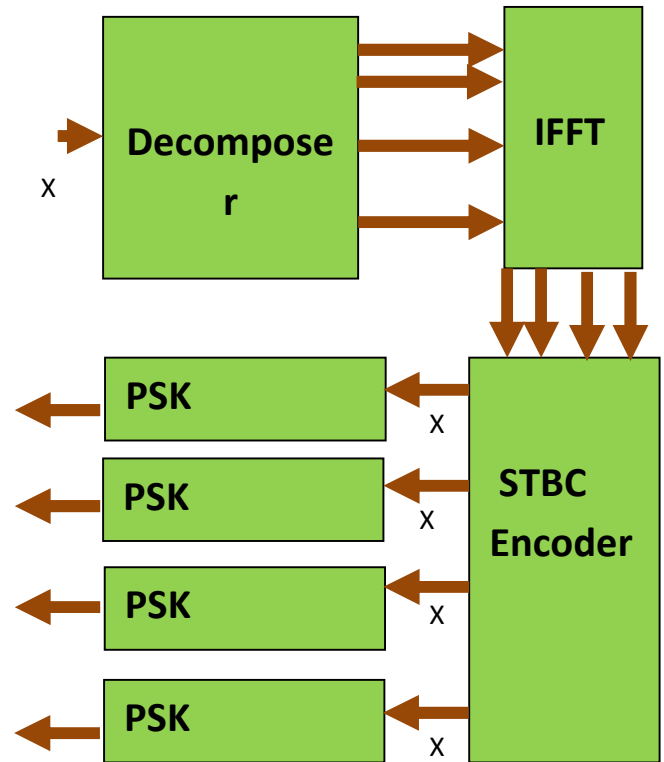 Decompose
r
IFFT
X
PSK
X
STBC
Encoder
PSK
X
PSK
X
PSK
X